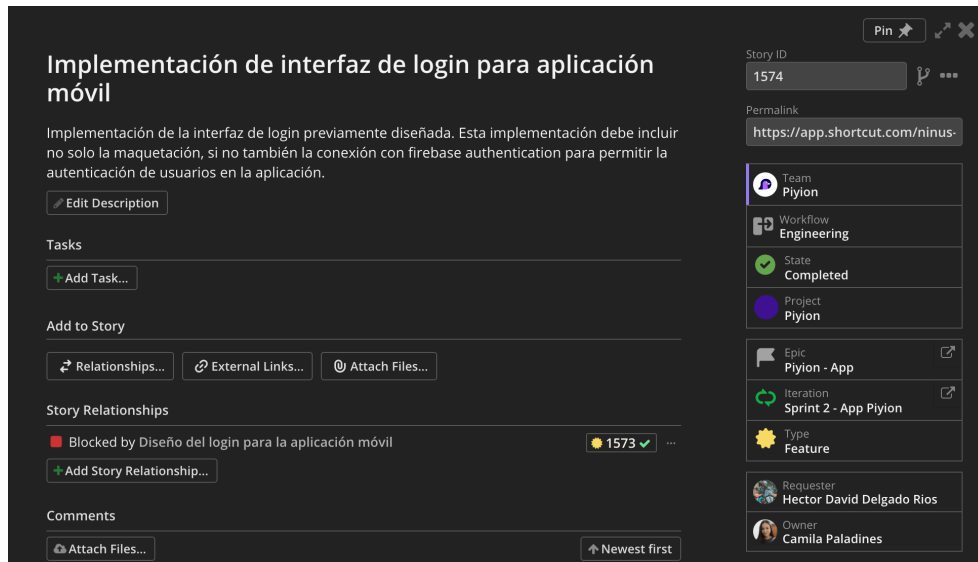 Pin
Implementación de interfaz de login para aplicación
móvil
Implementación de la interfaz de login previamente diseñada. Esta implementación debe incluir
no solo la maquetación, si no también la conexión con firebase authentication para permitir la
autenticación de usuarios en la aplicación.
Edit Description
Tasks
+Add Task...
Add to Story
Relationships...
External Links...
Attach Files...
Story Relationships
Blocked by Diseño del login para la aplicación móvil
1573
...
+Add Story Relationship...
Comments
Attach Files...
Newest first
Story ID
1574
Permalink
https://app.shortcut.com/ninus-
Team
Piyion
Workflow
Engineering
State
Completed
Project
Piyion
Epic
Piyion - App
Iteration
Sprint 2 - App Piyion
Type
Feature
Requester
Hector David Delgado Rios
Owner
Camila Paladines